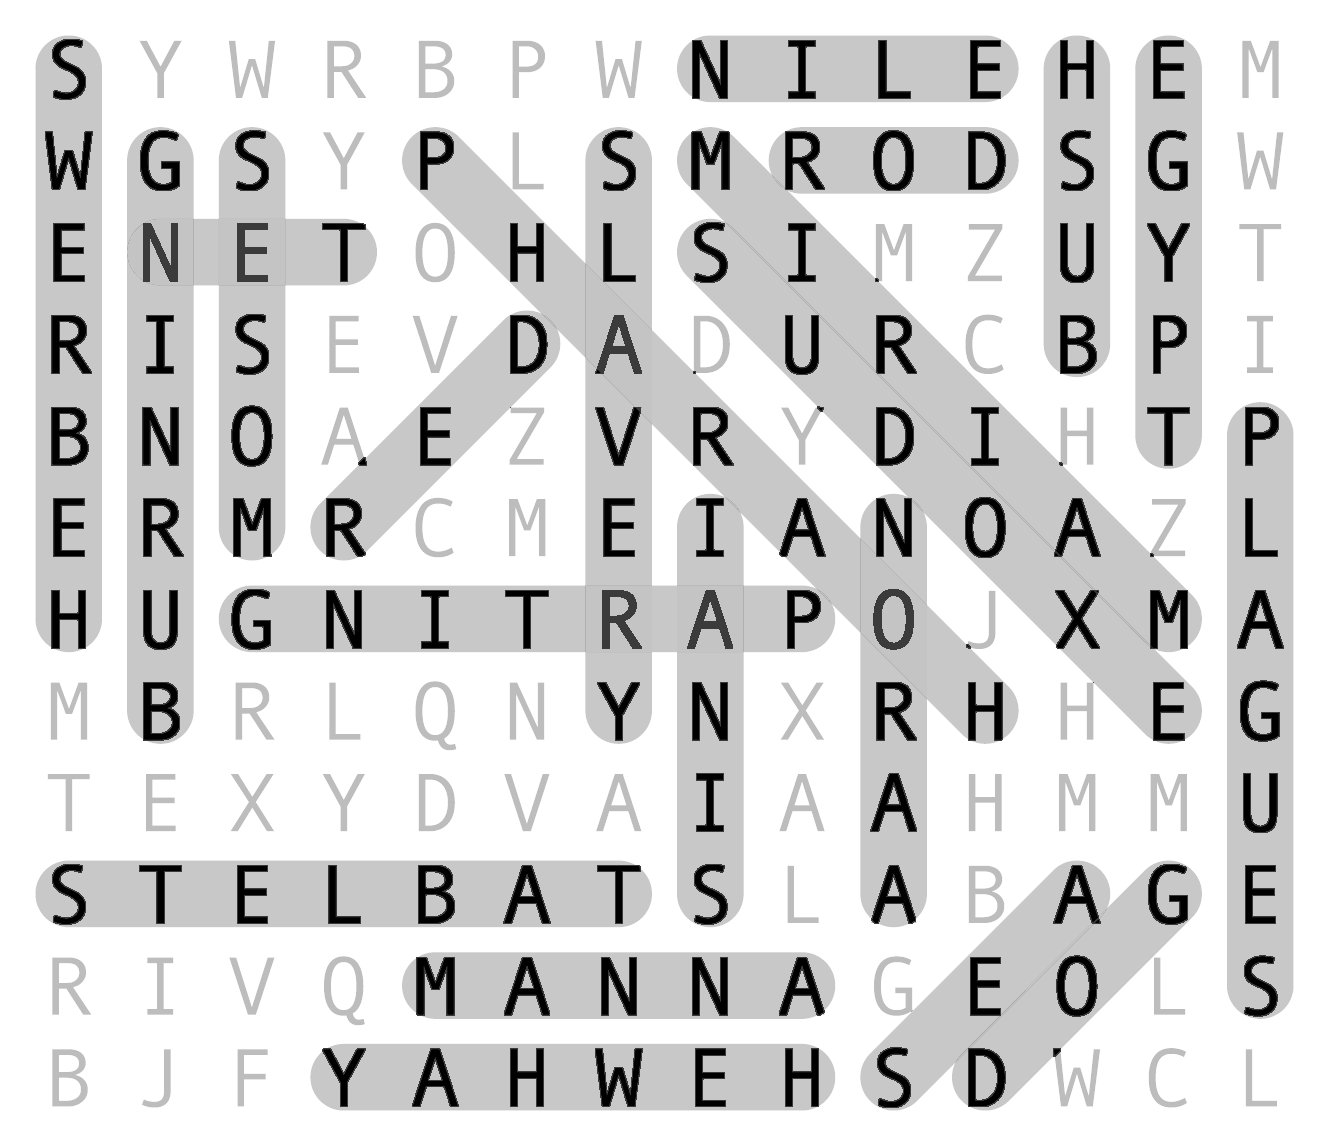 S Y W R B P W N I L E H E M
W G S Y P L S M R O D S G W
E N E T O H L S I M Z U Y T
R I S E V D A D U R C B P I
B N O A E Z V R Y D I H T P
E R M R C M E I A N O A Z L
H U G N I T R A P O J X M A
M B R L Q N Y N X R H H E G
T E X Y D V A I A A H M M U
S T E L B A T S L A B A G E
R I V Q M A N N A G E O L S
B J F Y A H W E H S D W C L